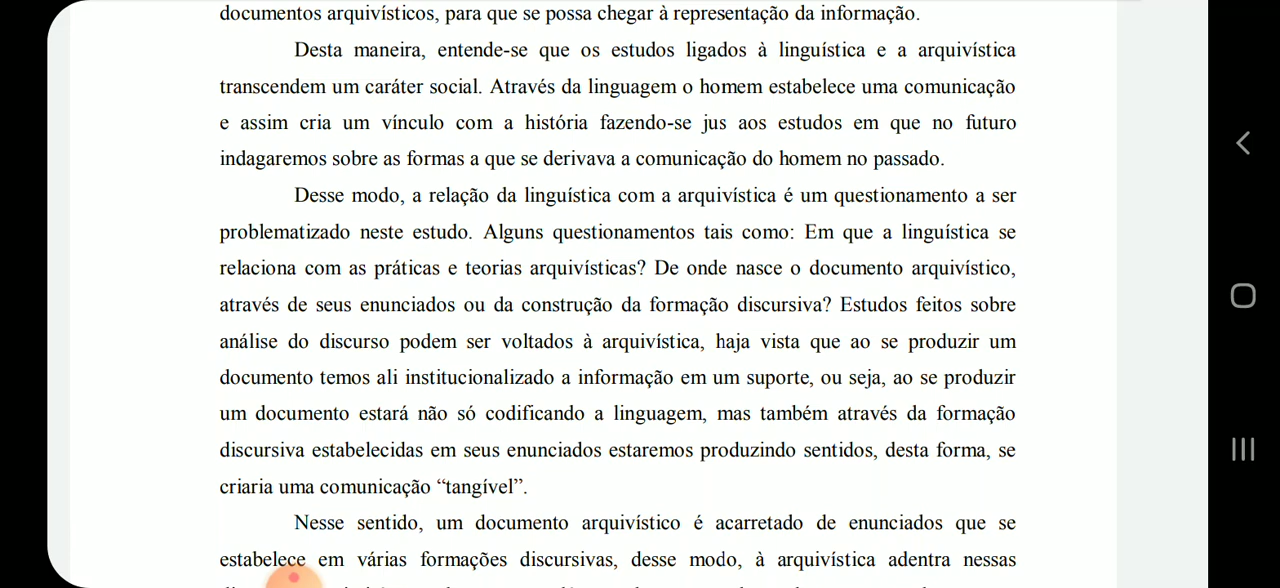 documentos arquivísticos, para que se possa chegar à representação da informação.
Desta maneira, entende-se que os estudos ligados à linguística e a arquivística
transcendem um caráter social. Através da linguagem o homem estabelece uma comunicação
e assim cria um vínculo com a história fazendo-se jus aos estudos em que no futuro
indagaremos sobre as formas a que se derivava a comunicação do homem no passado.
Desse modo, a relação da linguística com a arquivística é um questionamento a ser
problematizado neste estudo. Alguns questionamentos tais como: Em que a linguística se
relaciona com as práticas e teorias arquivísticas? De onde nasce o documento arquivístico,
através de seus enunciados ou da construção da formação discursiva? Estudos feitos sobre
análise do discurso podem ser voltados à arquivística, haja vista que ao se produzir um
documento temos ali institucionalizado a informação em um suporte, ou seja, ao se produzir
um documento estará não só codificando a linguagem, mas também através da formação
discursiva estabelecidas em seus enunciados estaremos produzindo sentidos, desta forma, se
criaria uma comunicação “tangível”.
Nesse sentido, um documento arquivístico é acarretado de enunciados que se
estabelece em várias formações discursivas, desse modo, à arquivística adentra nessas